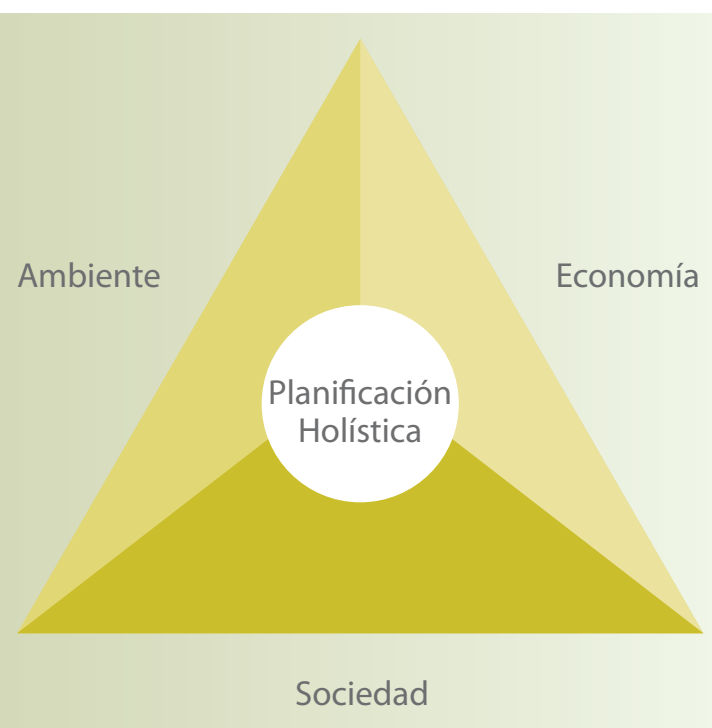 Ambiente
Economía
Planificación
Holística
Sociedad